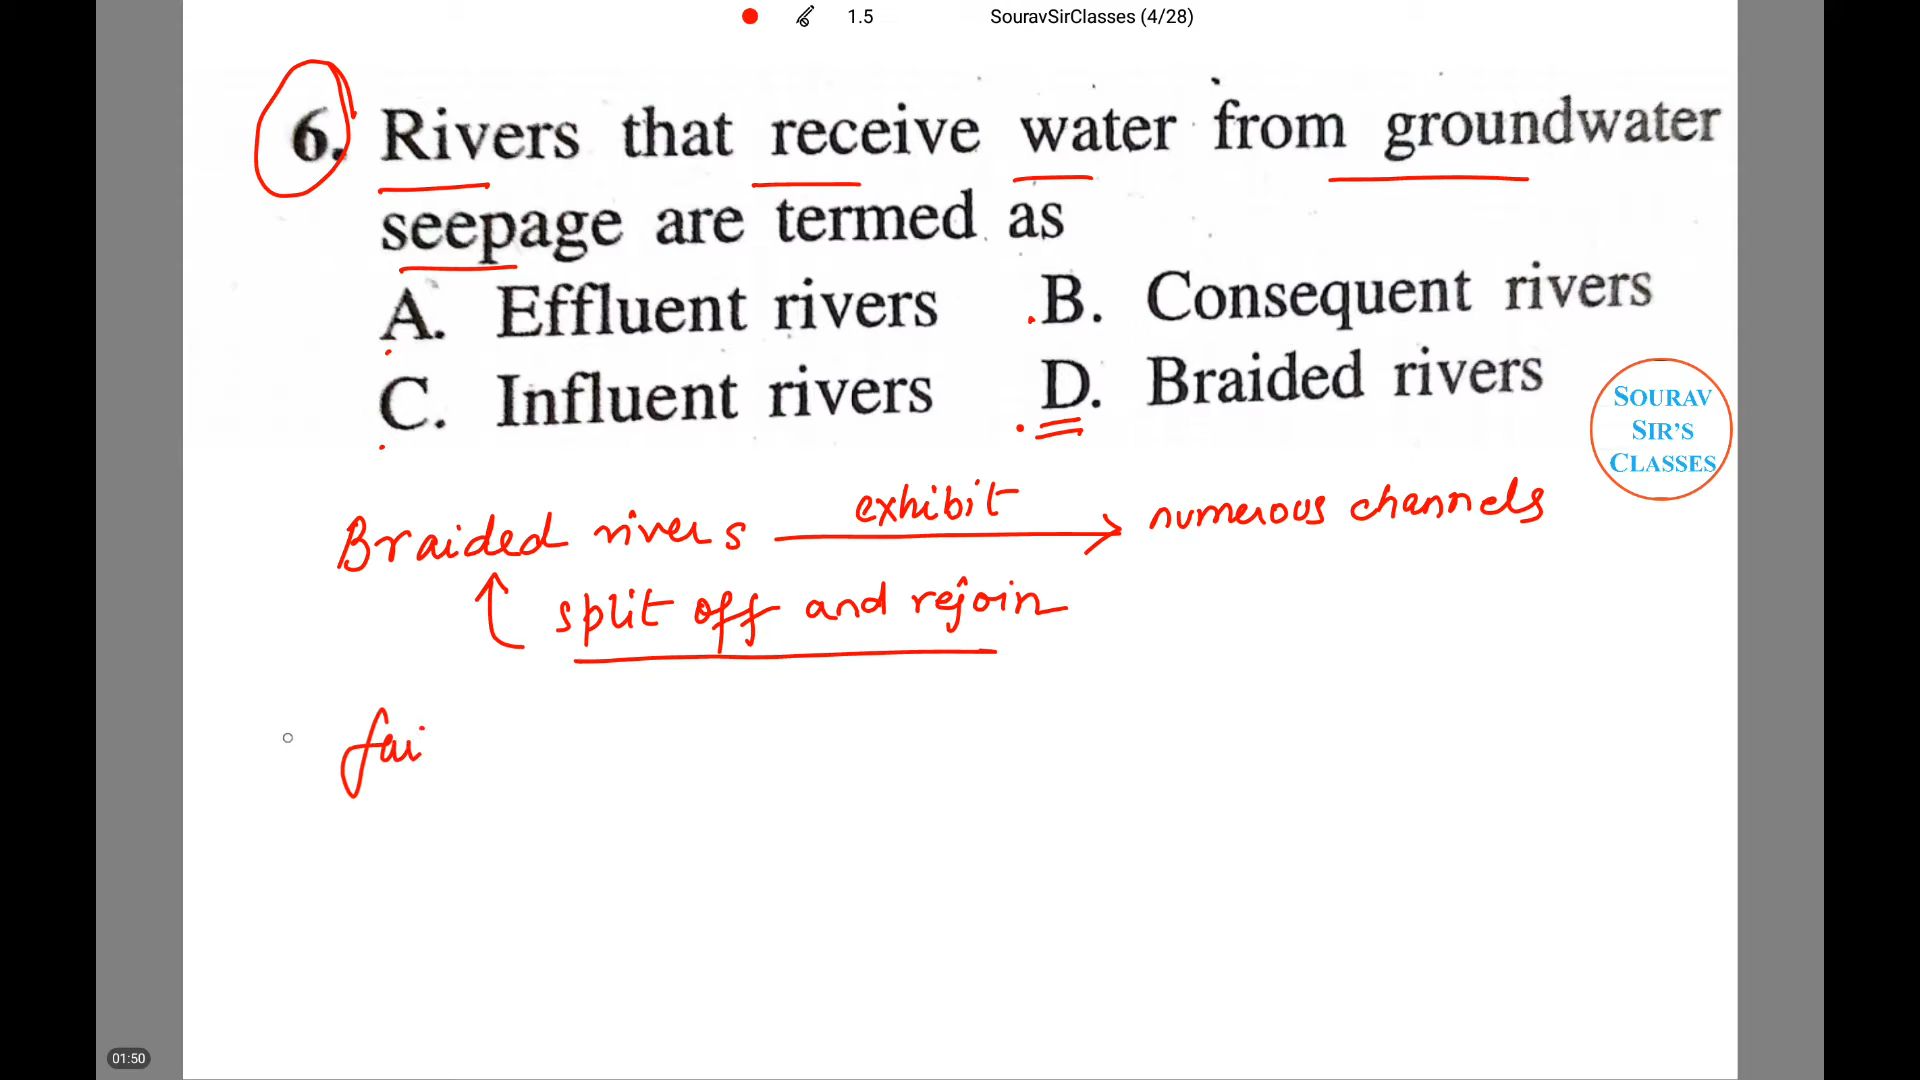 1.5 SouravSirClasses (4/28)
6. Rivers that receive water from groundwater
seepage are termed as
A. Effluent rivers B. Consequent rivers
C. Influent rivers D. Braided rivers
SOURAV
SIR'S
CLASSES
Braided rivers exhibit numerous channels
split off and rejoin
fai
01:50